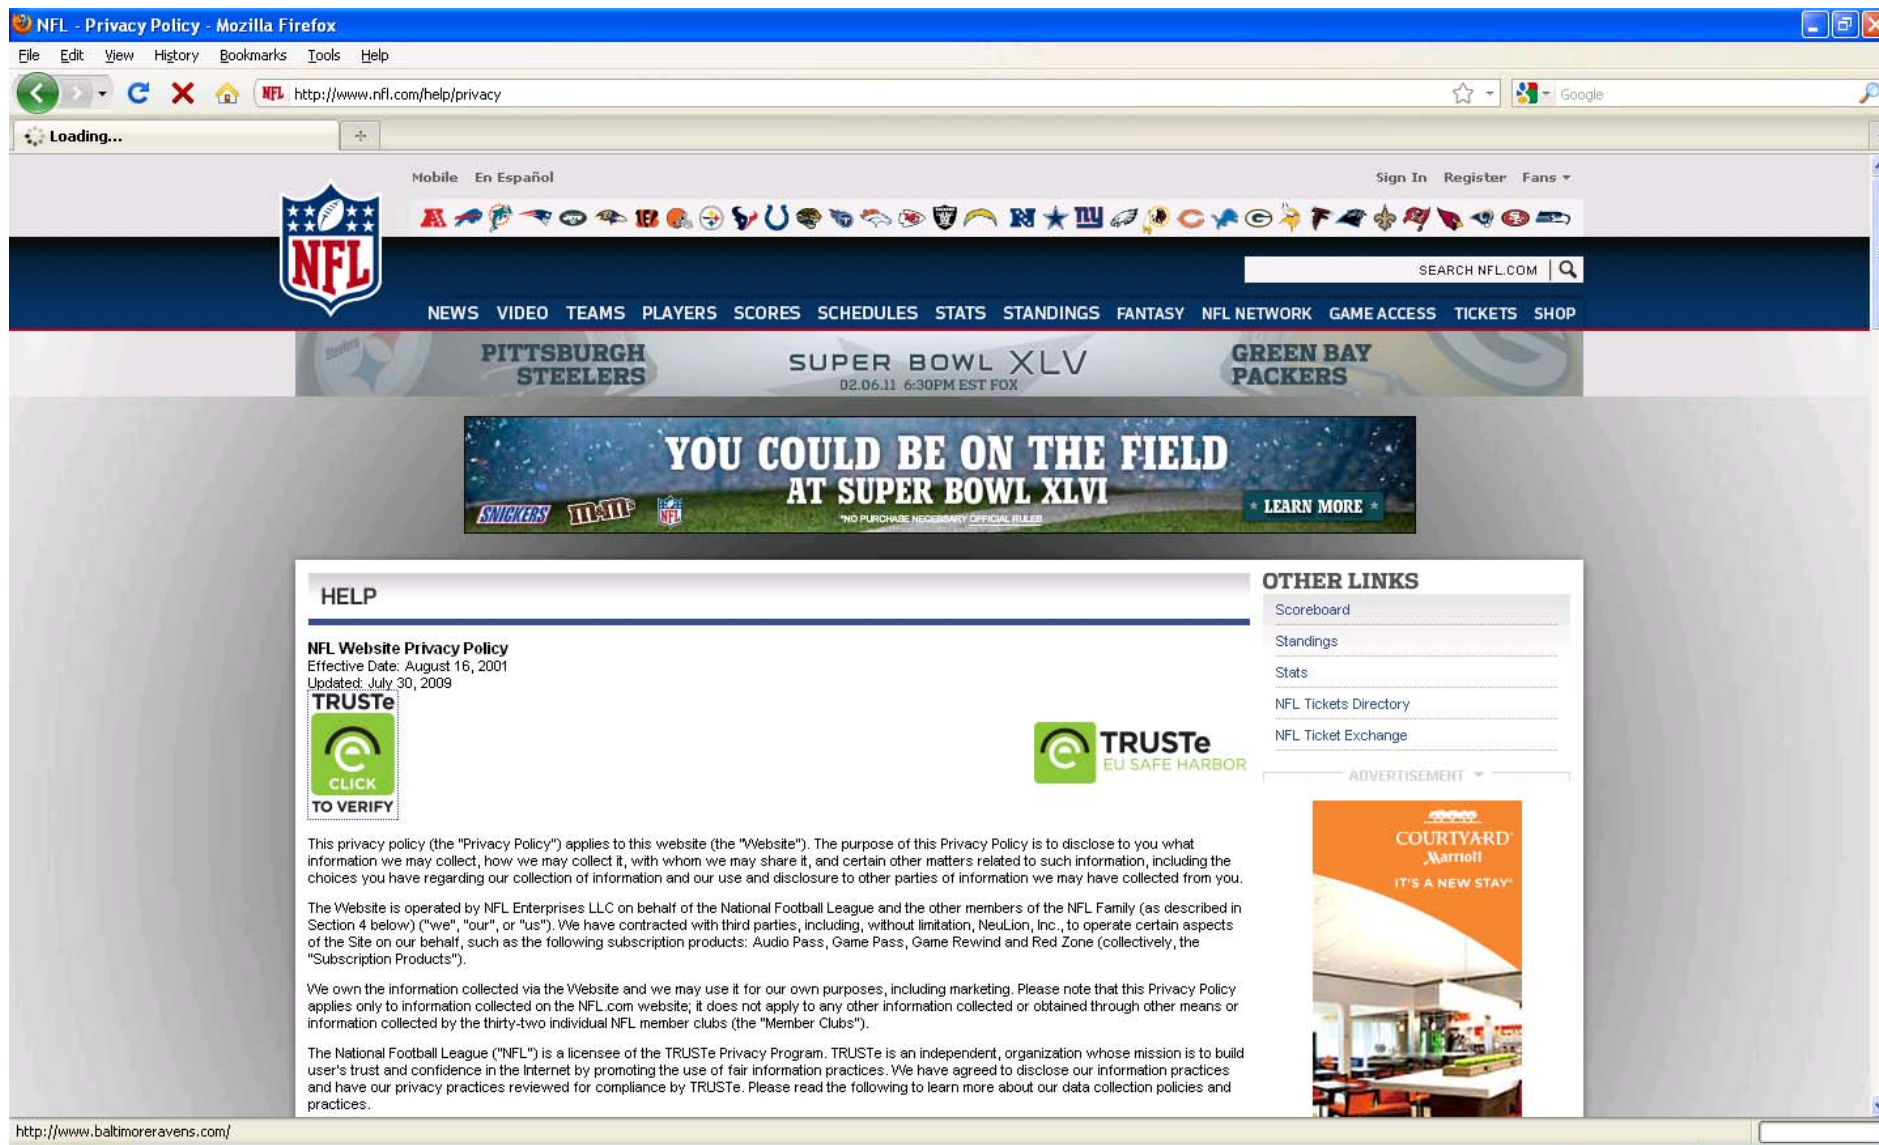 NFL - Privacy Policy - Mozilla Firefox
File Edit View History Bookmarks Tools Help
NFL http://www.nfl.com/help/privacy
Google
Loading...
Mobile En Español
Sign In Register Fans
NFL
SEARCH NFL.COM
NEWS VIDEO TEAMS PLAYERS SCORES SCHEDULES STATS STANDINGS FANTASY NFL NETWORK GAME ACCESS TICKETS SHOP
Steelers
PITTSBURGH STEELERS
SUPER BOWL XLV
02.06.11 6:30PM EST FOX
GREEN BAY PACKERS
YOU COULD BE ON THE FIELD
AT SUPER BOWL XLVI
SNICKERS m&m's NFL
*NO PURCHASE NECESSARY OFFICIAL RULES
LEARN MORE
HELP
NFL Website Privacy Policy
Effective Date: August 16, 2001
Updated: July 30, 2009
TRUSTe
CLICK
TO VERIFY
TRUSTe
EU SAFE HARBOR
This privacy policy (the "Privacy Policy") applies to this website (the "Website"). The purpose of this Privacy Policy is to disclose to you what
information we may collect, how we may collect it, with whom we may share it, and certain other matters related to such information, including the
choices you have regarding our collection of information and our use and disclosure to other parties of information we may have collected from you.
The Website is operated by NFL Enterprises LLC on behalf of the National Football League and the other members of the NFL Family (as described in
Section 4 below) ("we", "our", or "us"). We have contracted with third parties, including, without limitation, NeuLion, Inc., to operate certain aspects
of the Site on our behalf, such as the following subscription products: Audio Pass, Game Pass, Game Rewind and Red Zone (collectively, the
"Subscription Products").
We own the information collected via the Website and we may use it for our own purposes, including marketing. Please note that this Privacy Policy
applies only to information collected on the NFL.com website; it does not apply to any other information collected or obtained through other means or
information collected by the thirty-two individual NFL member clubs (the "Member Clubs").
The National Football League ("NFL") is a licensee of the TRUSTe Privacy Program. TRUSTe is an independent, organization whose mission is to build
user's trust and confidence in the Internet by promoting the use of fair information practices. We have agreed to disclose our information practices
and have our privacy practices reviewed for compliance by TRUSTe. Please read the following to learn more about our data collection policies and
practices.
OTHER LINKS
Scoreboard
Standings
Stats
NFL Tickets Directory
NFL Ticket Exchange
ADVERTISEMENT
COURTYARD
Marriott
IT'S A NEW STAY
http://www.baltimoreravens.com/